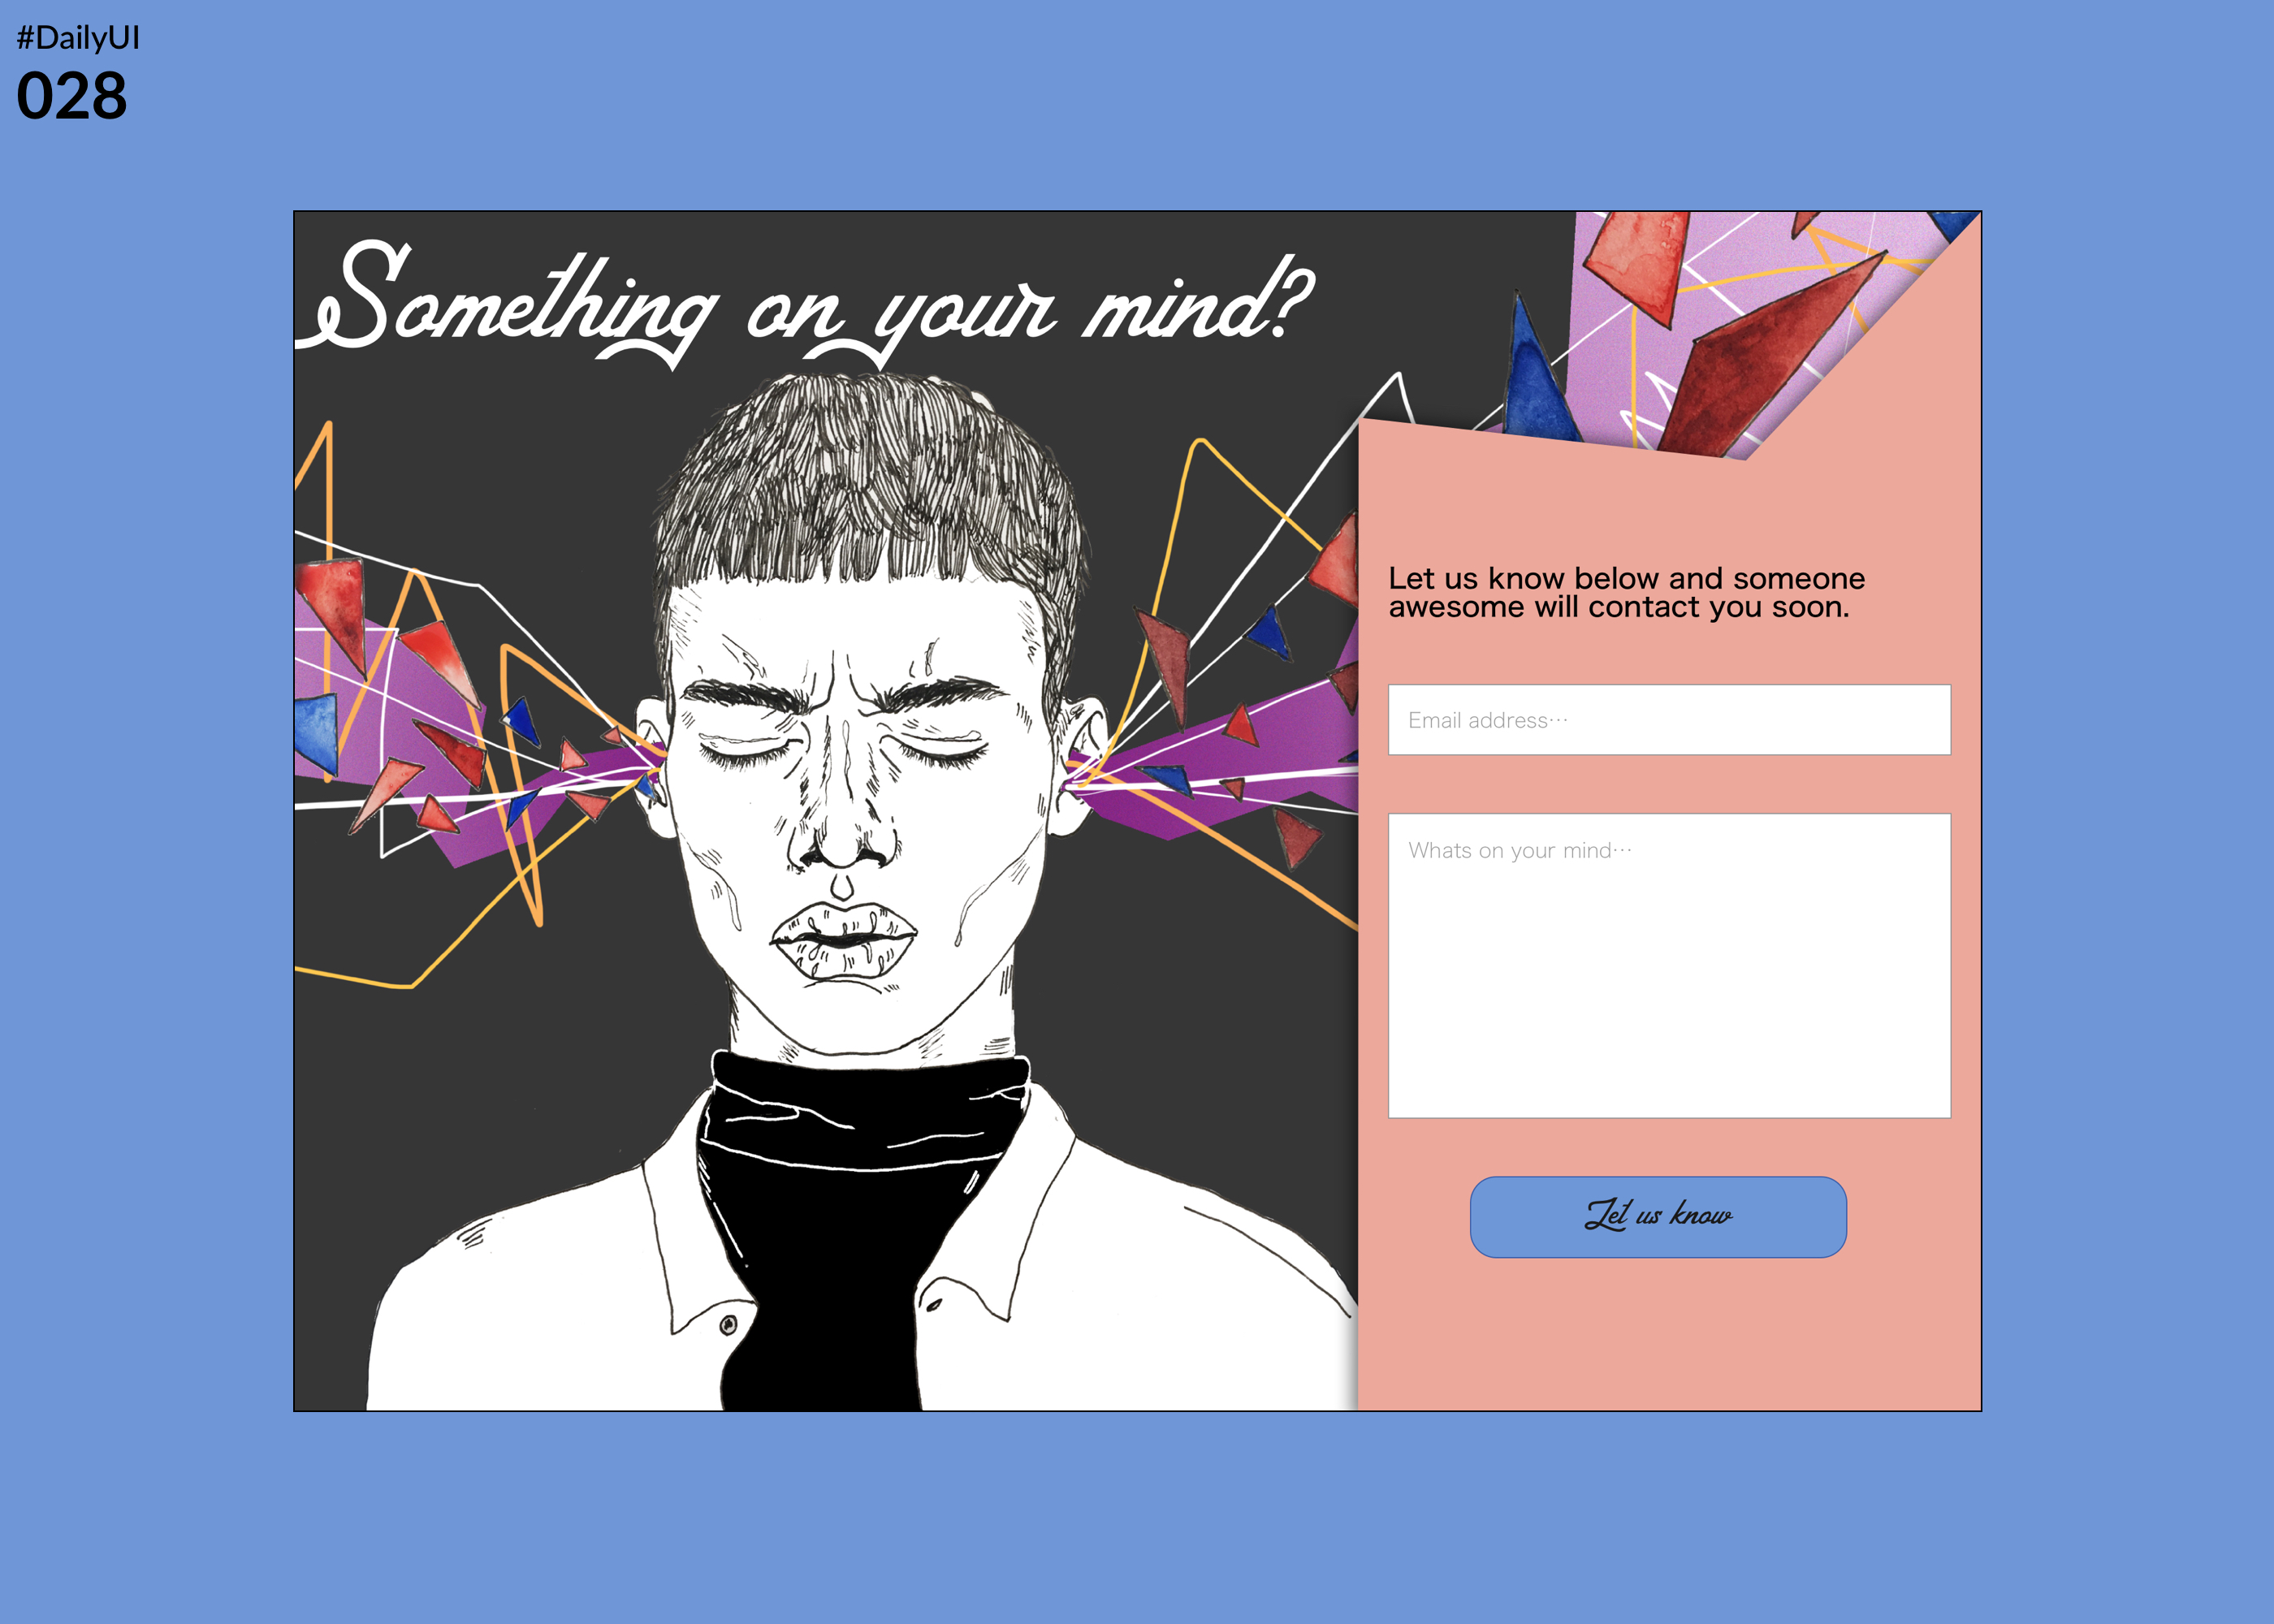 #DailyUI
028
Something on your mind?
Let us know below and someone
awesome will contact you soon.
Email address…
Whats on your mind…
Let us know